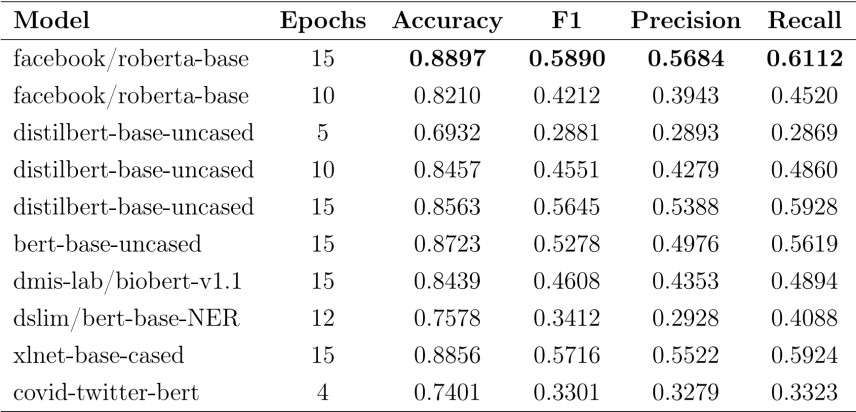 Model Epochs Accuracy F1 Precision Recall
facebook/roberta-base 15 0.8897 0.5890 0.5684 0.6112
facebook/roberta-base 10 0.8210 0.4212 0.3943 0.4520
distilbert-base-uncased 5 0.6932 0.2881 0.2893 0.2869
distilbert-base-uncased 10 0.8457 0.4551 0.4279 0.4860
distilbert-base-uncased 15 0.8563 0.5645 0.5388 0.5928
bert-base-uncased 15 0.8723 0.5278 0.4976 0.5619
dmis-lab/biobert-v1.1 15 0.8439 0.4608 0.4353 0.4894
dslim/bert-base-NER 12 0.7578 0.3412 0.2928 0.4088
xlnet-base-cased 15 0.8856 0.5716 0.5522 0.5924
covid-twitter-bert 4 0.7401 0.3301 0.3279 0.3323